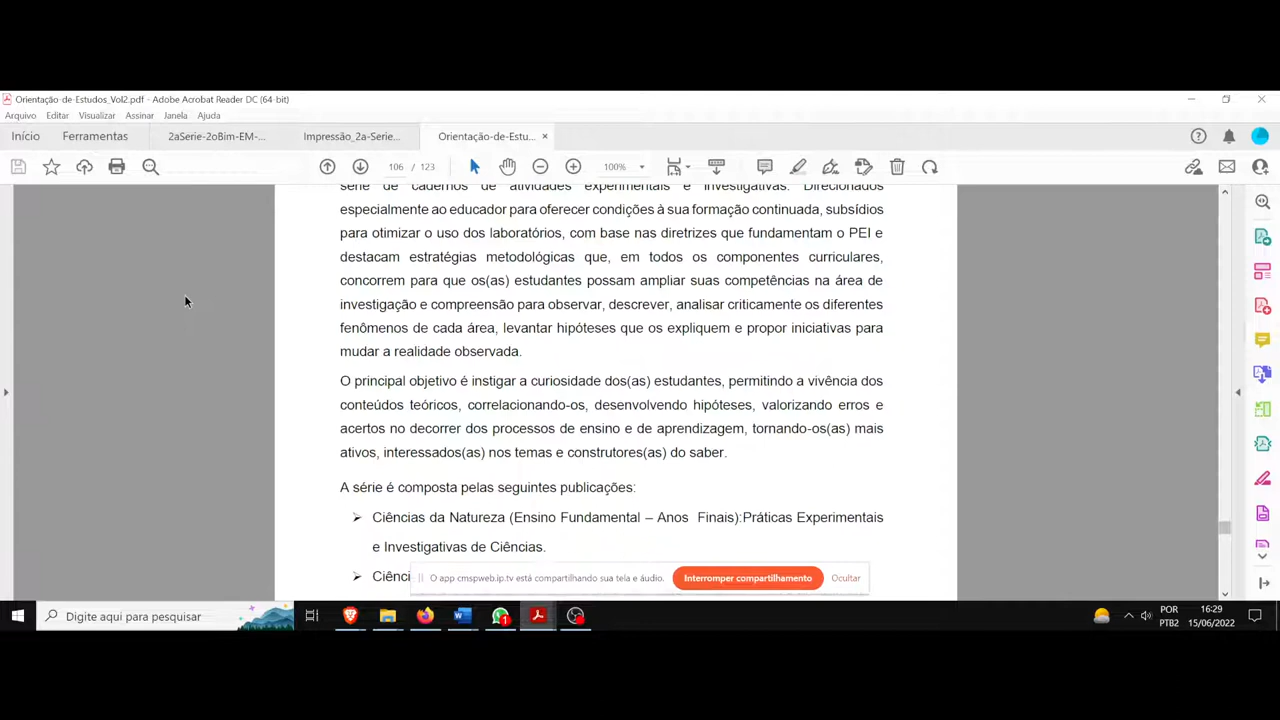 Orientação-de-Estudos_Vol2.pdf - Adobe Acrobat Reader DC (64-bit)
Arquivo Editar Visualizar Assinar Janela Ajuda
Início Ferramentas 2aSerie-2oBim-EM-... Impressão_2a-Serie... Orientação-de-Estu... ×
106 / 123 100%
série de cadernos de atividades experimentais e investigativas. Direcionados
especialmente ao educador para oferecer condições à sua formação continuada, subsídios
para otimizar o uso dos laboratórios, com base nas diretrizes que fundamentam o PEI e
destacam estratégias metodológicas que, em todos os componentes curriculares,
concorrem para que os(as) estudantes possam ampliar suas competências na área de
investigação e compreensão para observar, descrever, analisar criticamente os diferentes
fenômenos de cada área, levantar hipóteses que os expliquem e propor iniciativas para
mudar a realidade observada.
O principal objetivo é instigar a curiosidade dos(as) estudantes, permitindo a vivência dos
conteúdos teóricos, correlacionando-os, desenvolvendo hipóteses, valorizando erros e
acertos no decorrer dos processos de ensino e de aprendizagem, tornando-os(as) mais
ativos, interessados(as) nos temas e construtores(as) do saber.
A série é composta pelas seguintes publicações:
➢ Ciências da Natureza (Ensino Fundamental – Anos Finais):Práticas Experimentais
e Investigativas de Ciências.
➢ Ciênci
O app cmspweb.ip.tv está compartilhando sua tela e áudio. Interromper compartilhamento Ocultar
Digite aqui para pesquisar
1
POR
PTB2
16:29
15/06/2022